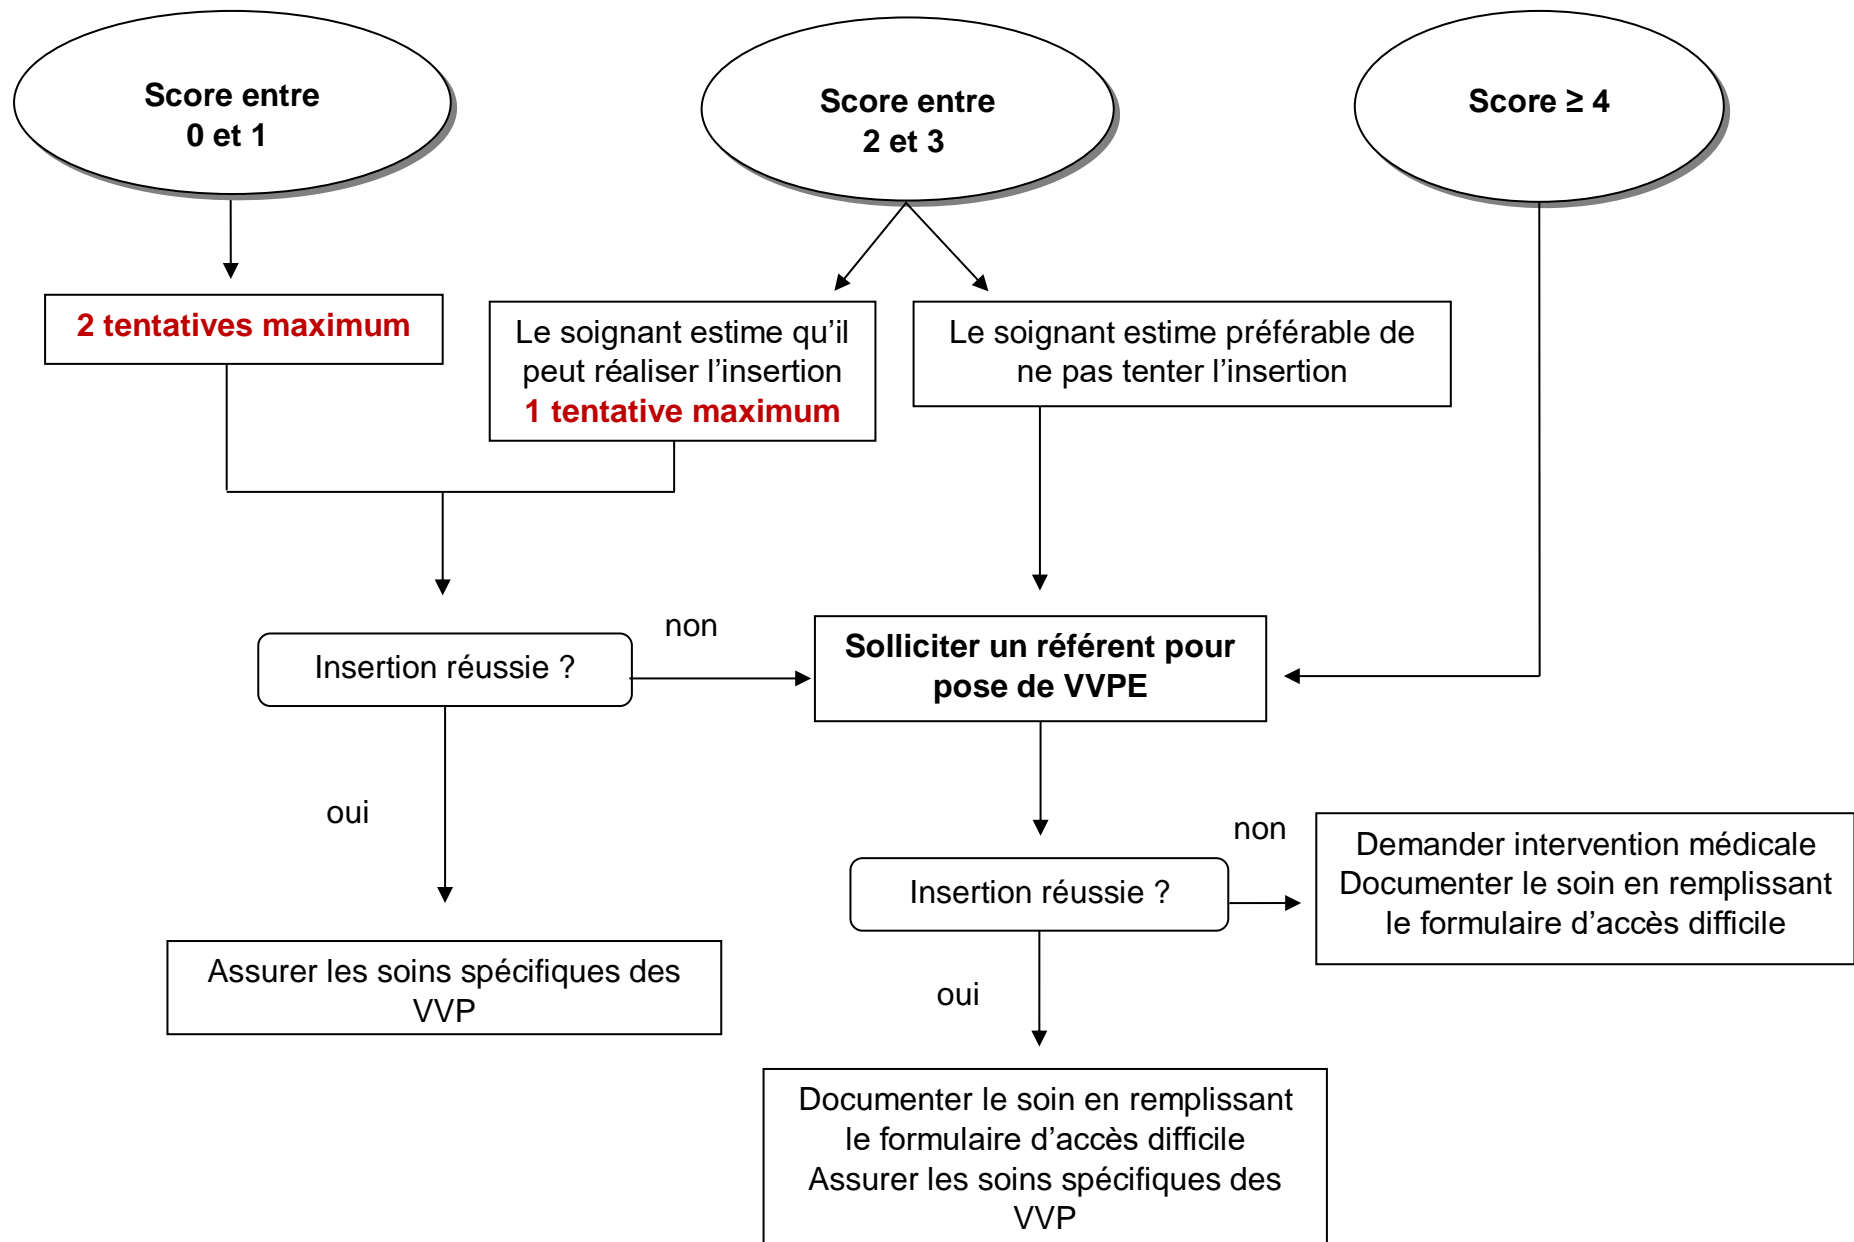 Score entre
0 et 1
Score entre
2 et 3
Score ≥ 4
2 tentatives maximum
Le soignant estime qu’il
peut réaliser l’insertion
1 tentative maximum
Le soignant estime préférable de
ne pas tenter l’insertion
Insertion réussie ?
non
Solliciter un référent pour
pose de VVPE
oui
Insertion réussie ?
non
Demander intervention médicale
Documenter le soin en remplissant
le formulaire d’accès difficile
Assurer les soins spécifiques des
VVP
oui
Documenter le soin en remplissant
le formulaire d’accès difficile
Assurer les soins spécifiques des
VVP